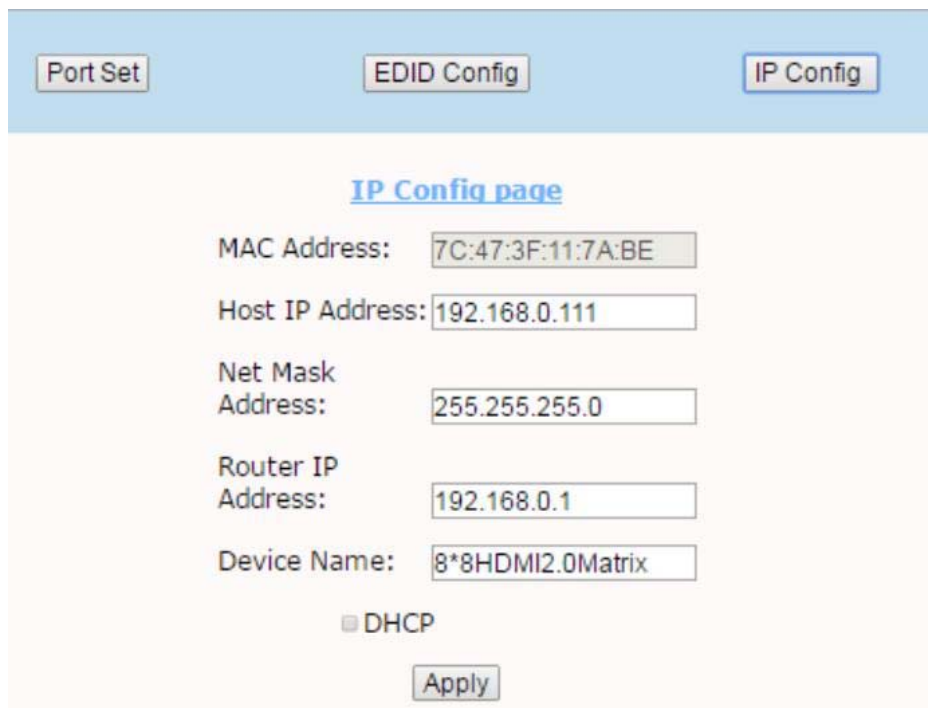 Port Set EDID Config IP Config
IP Config page
MAC Address: 7C:47:3F:11:7A:BE
Host IP Address: 192.168.0.111
Net Mask
Address: 255.255.255.0
Router IP
Address: 192.168.0.1
Device Name: 8*8HDMI2.0Matrix
DHCP
Apply